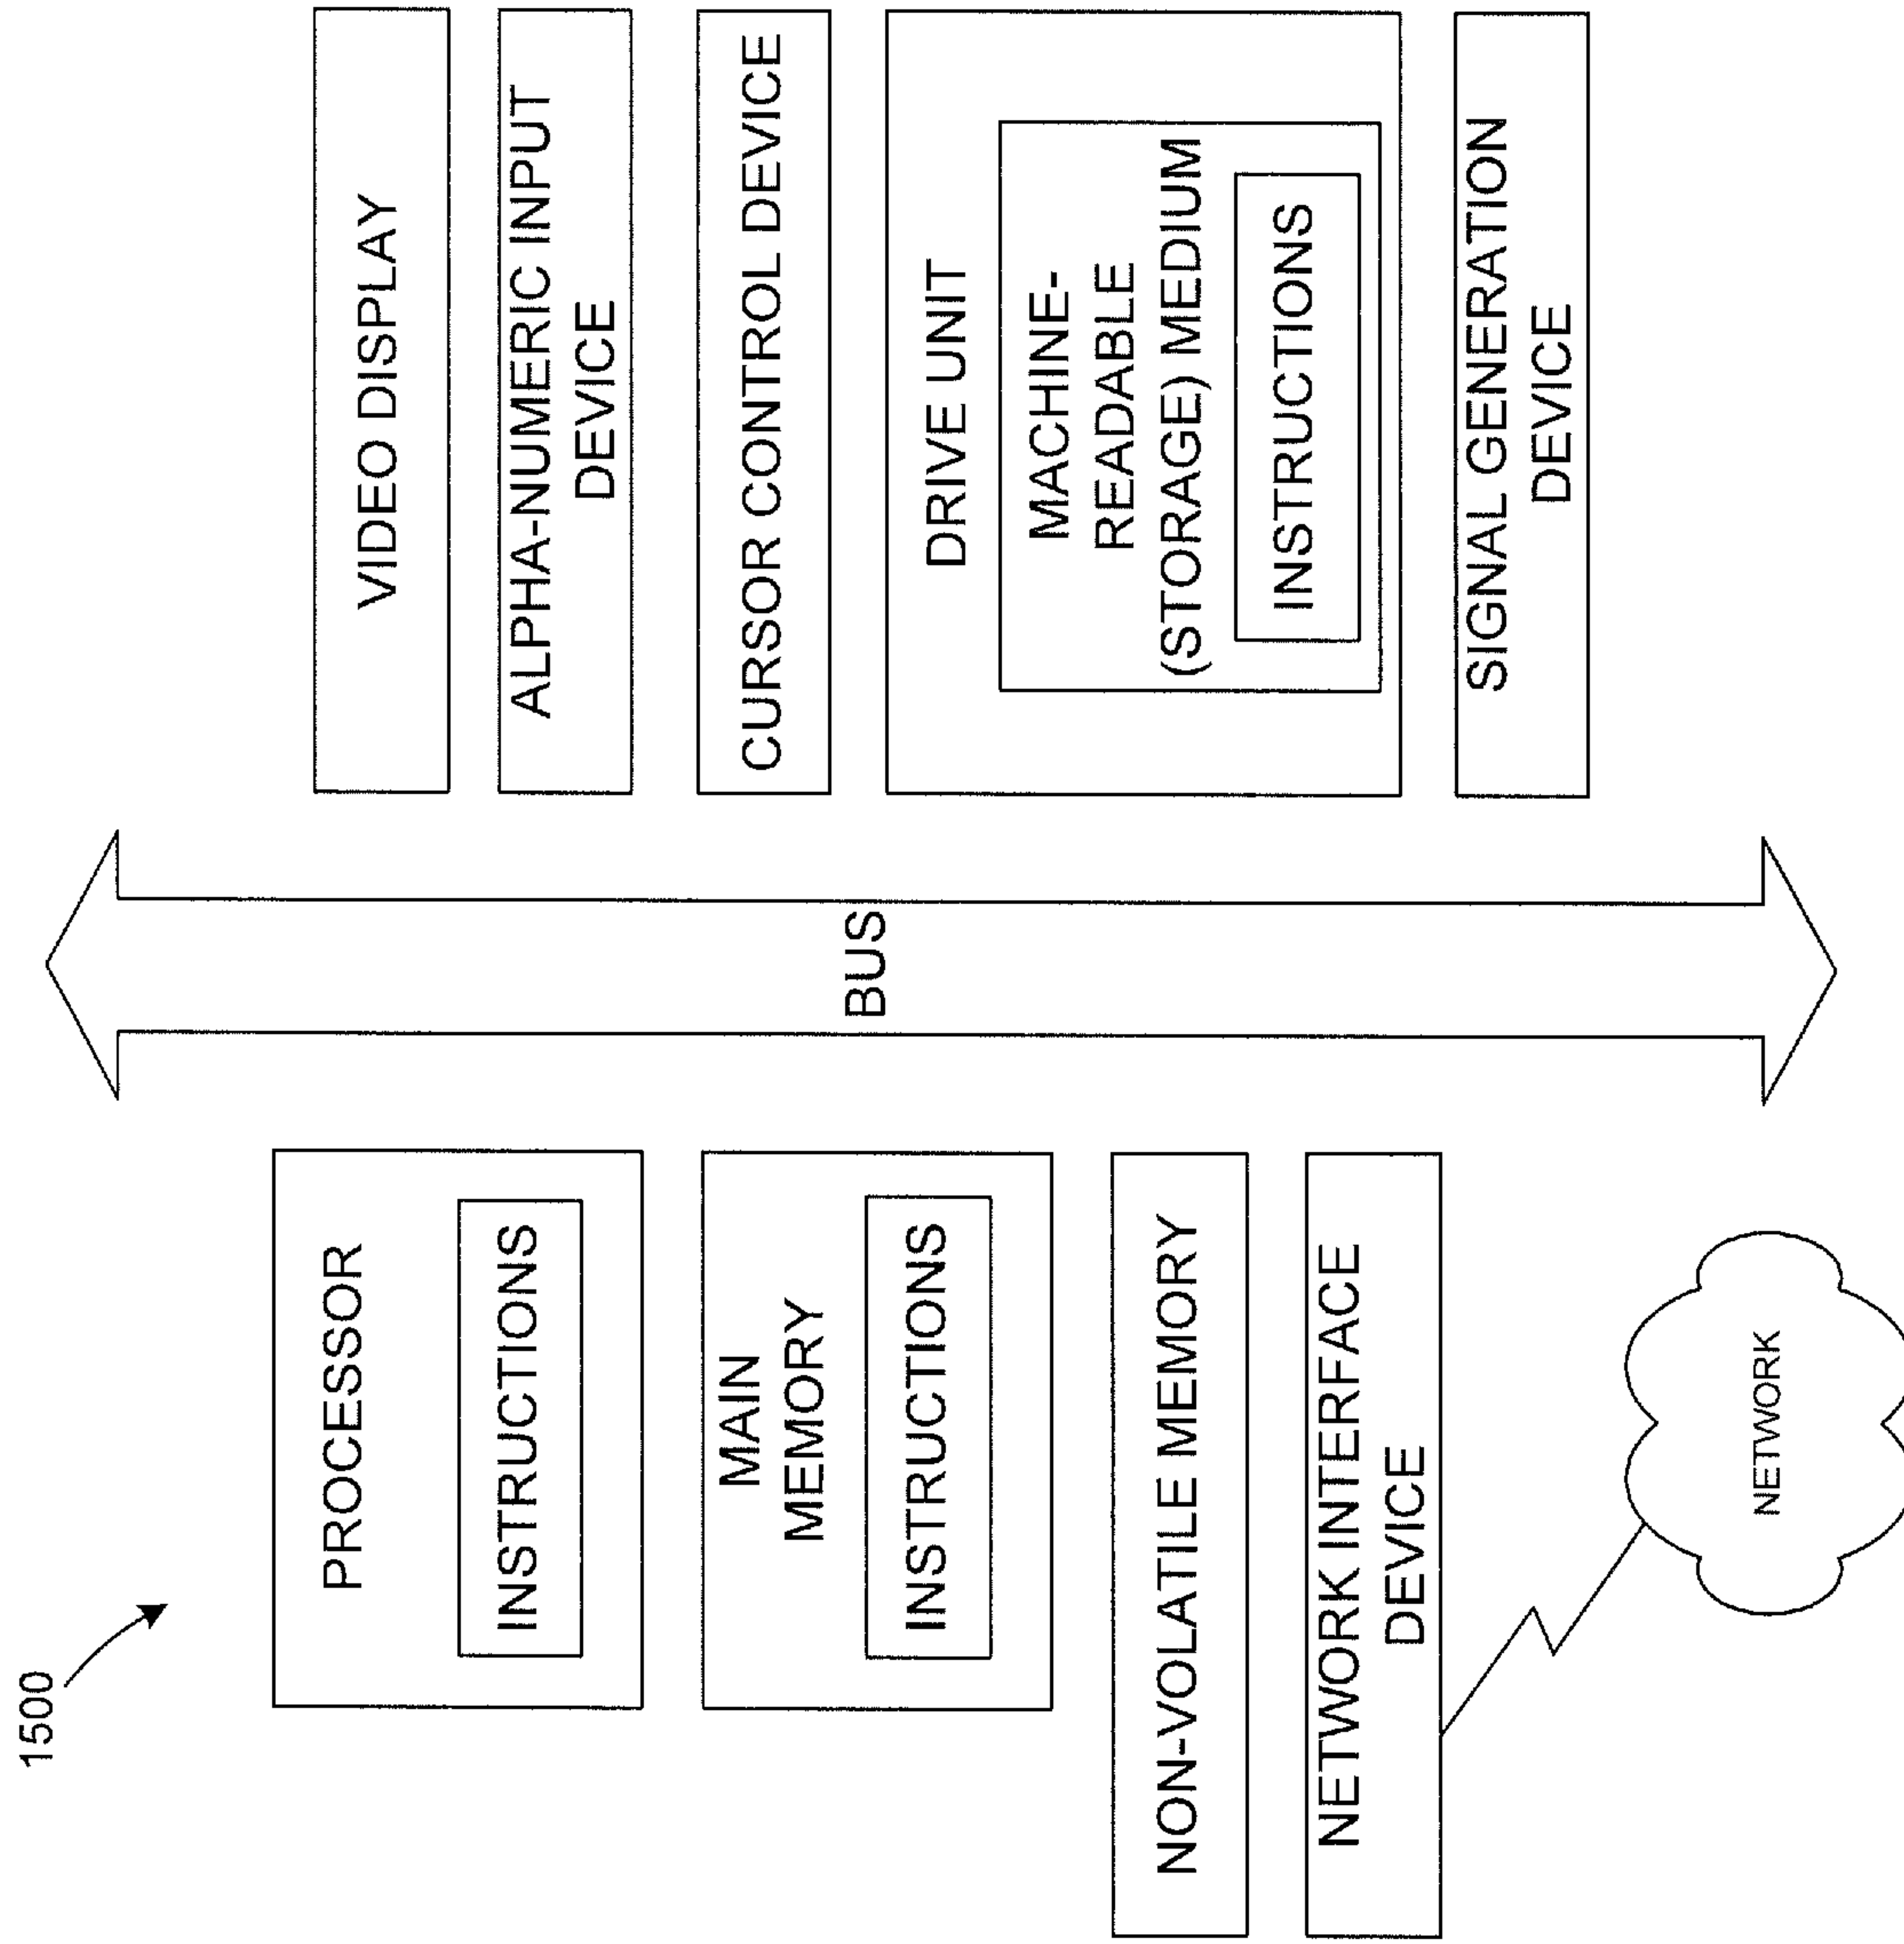 1500
PROCESSOR
INSTRUCTIONS
MAIN
MEMORY
INSTRUCTIONS
NON-VOLATILE MEMORY
NETWORK INTERFACE
DEVICE
NETWORK
BUS
VIDEO DISPLAY
ALPHA-NUMERIC INPUT
DEVICE
CURSOR CONTROL DEVICE
DRIVE UNIT
MACHINE-
READABLE
(STORAGE) MEDIUM
INSTRUCTIONS
SIGNAL GENERATION
DEVICE